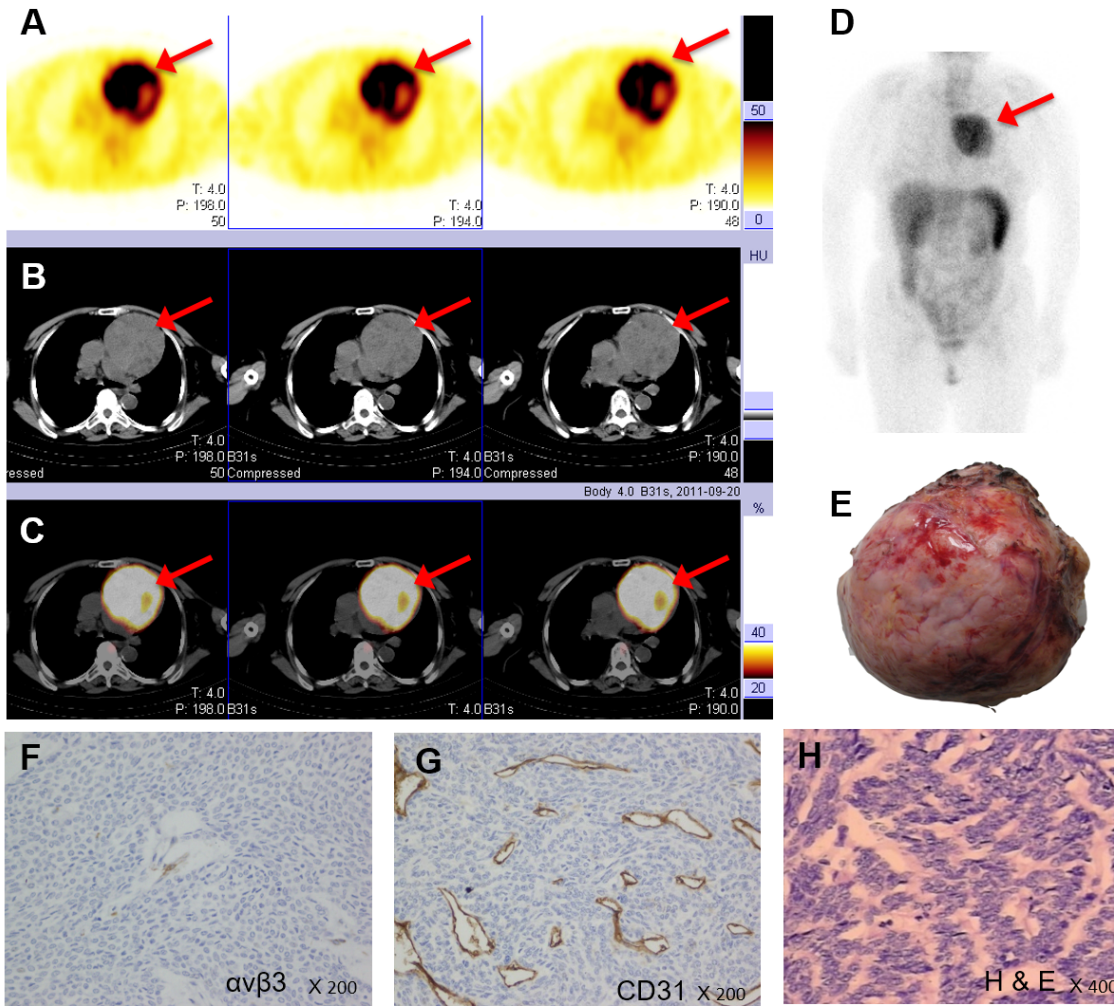 A
D
T: 4.0
P: 198.0
50
T: 4.0
P: 194.0
T: 4.0
P: 190.0
48
50
0
B
HU
T: 4.0
P: 198.0
50
ressed
B31s
Compressed
T: 4.0
P: 194.0
B31s
Compressed
T: 4.0
P: 190.0
48
Body 4.0 B31s, 2011-09-20
%
C
E
T: 4.0
P: 198.0
B31s
T: 4.0
B31s
T: 4.0
P: 190.0
40
20
F
G
H
αvβ3 X 200
CD31 X 200
H & E X 400